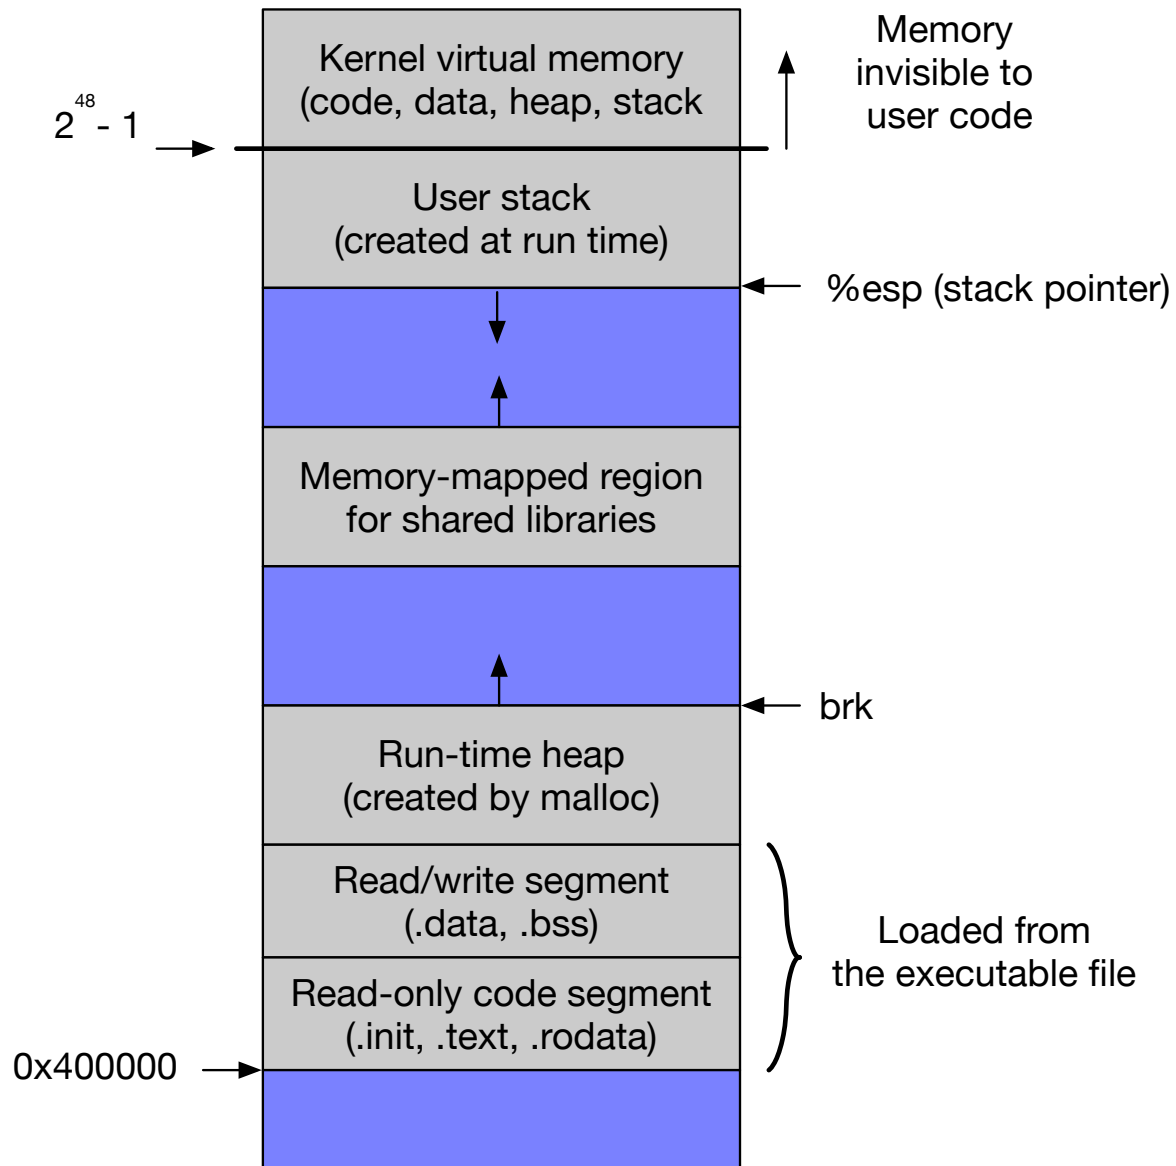 Kernel virtual memory
(code, data, heap, stack
Memory
invisible to
user code
2^48 - 1
User stack
(created at run time)
%esp (stack pointer)
Memory-mapped region
for shared libraries
brk
Run-time heap
(created by malloc)
Read/write segment
(.data, .bss)
Loaded from
the executable file
Read-only code segment
(.init, .text, .rodata)
0x400000